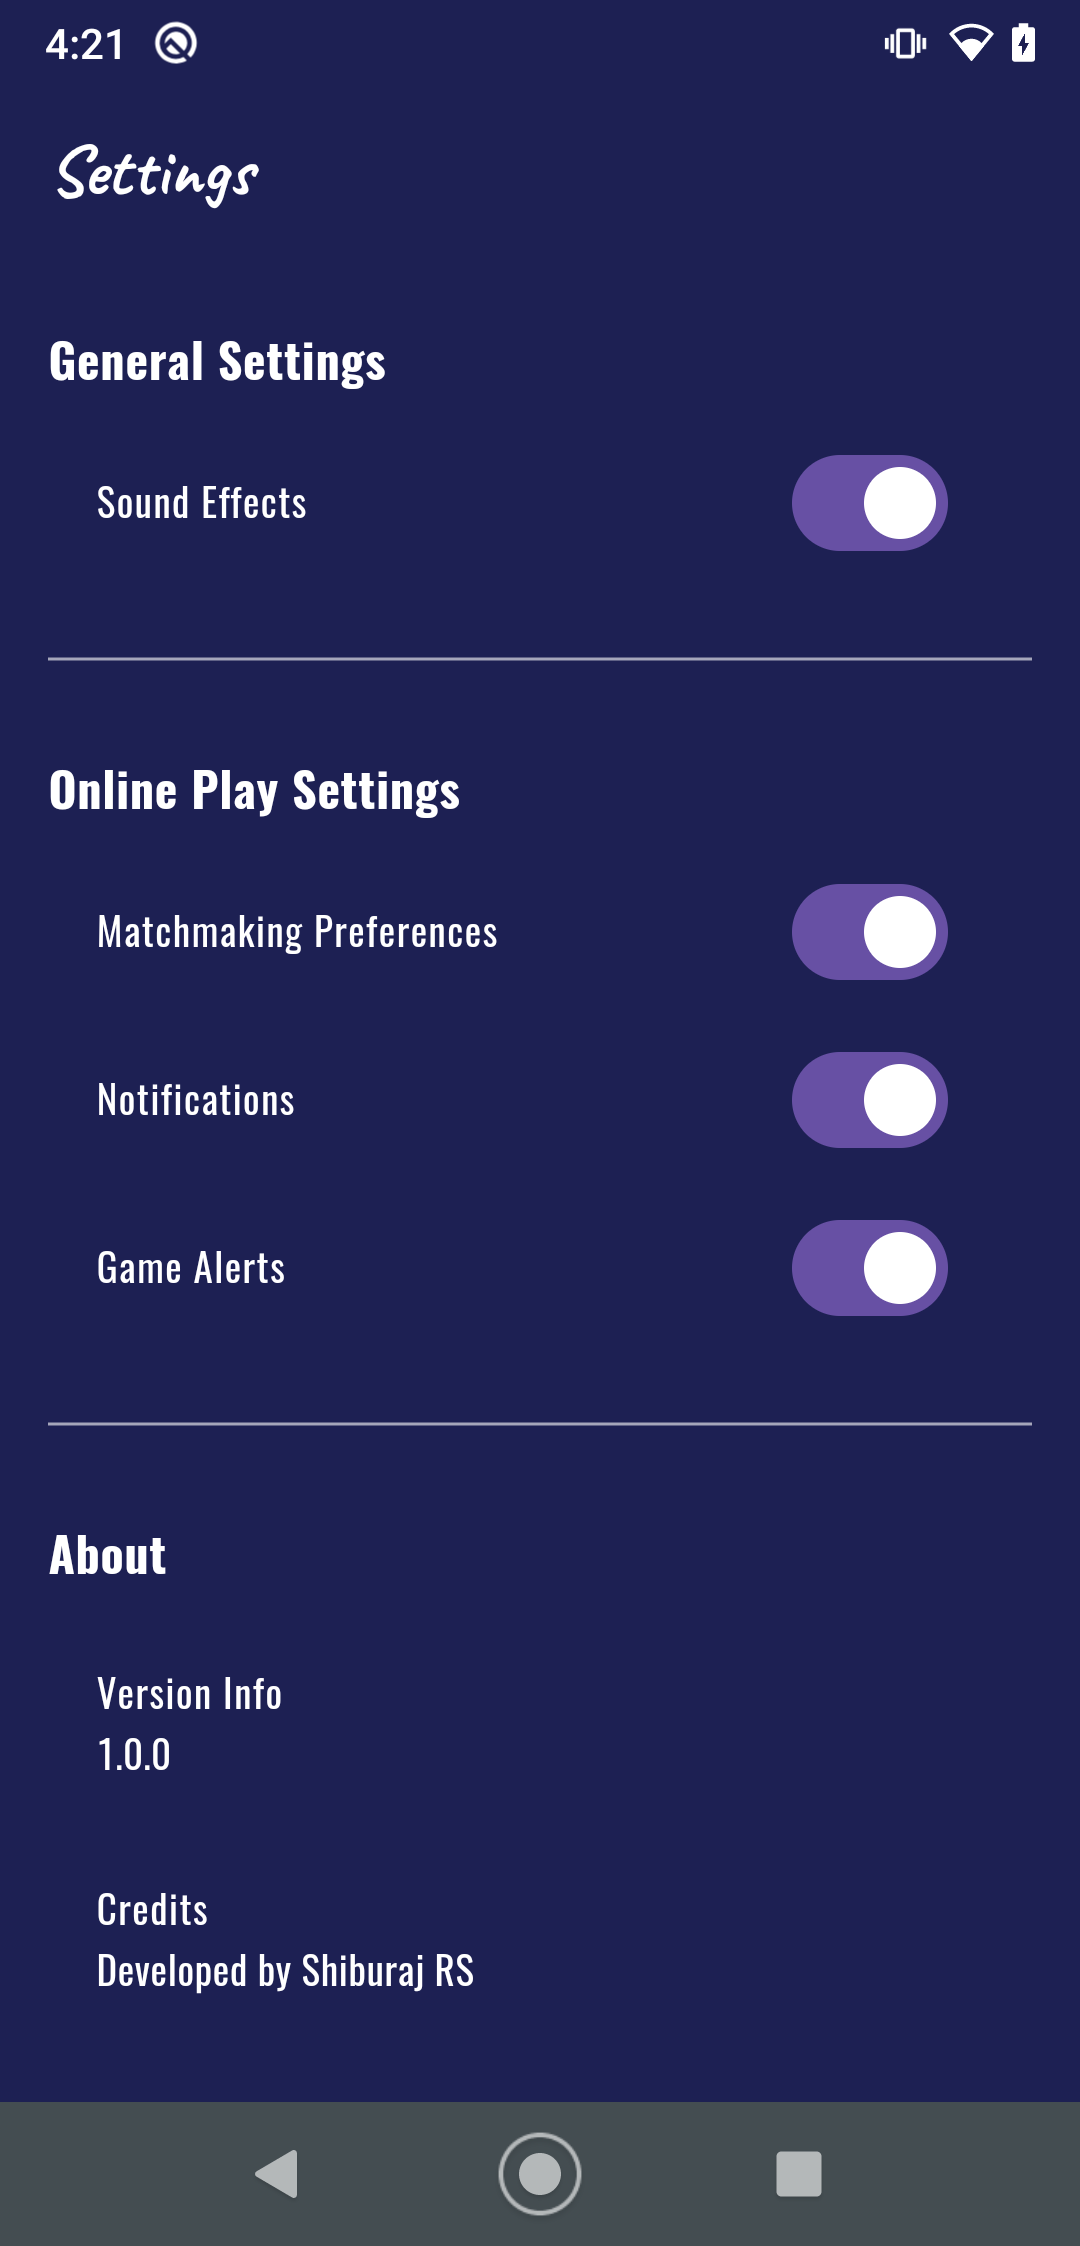 4:21
Settings
General Settings
Sound Effects
Online Play Settings
Matchmaking Preferences
Notifications
Game Alerts
About
Version Info
1.0.0
Credits
Developed by Shiburaj RS